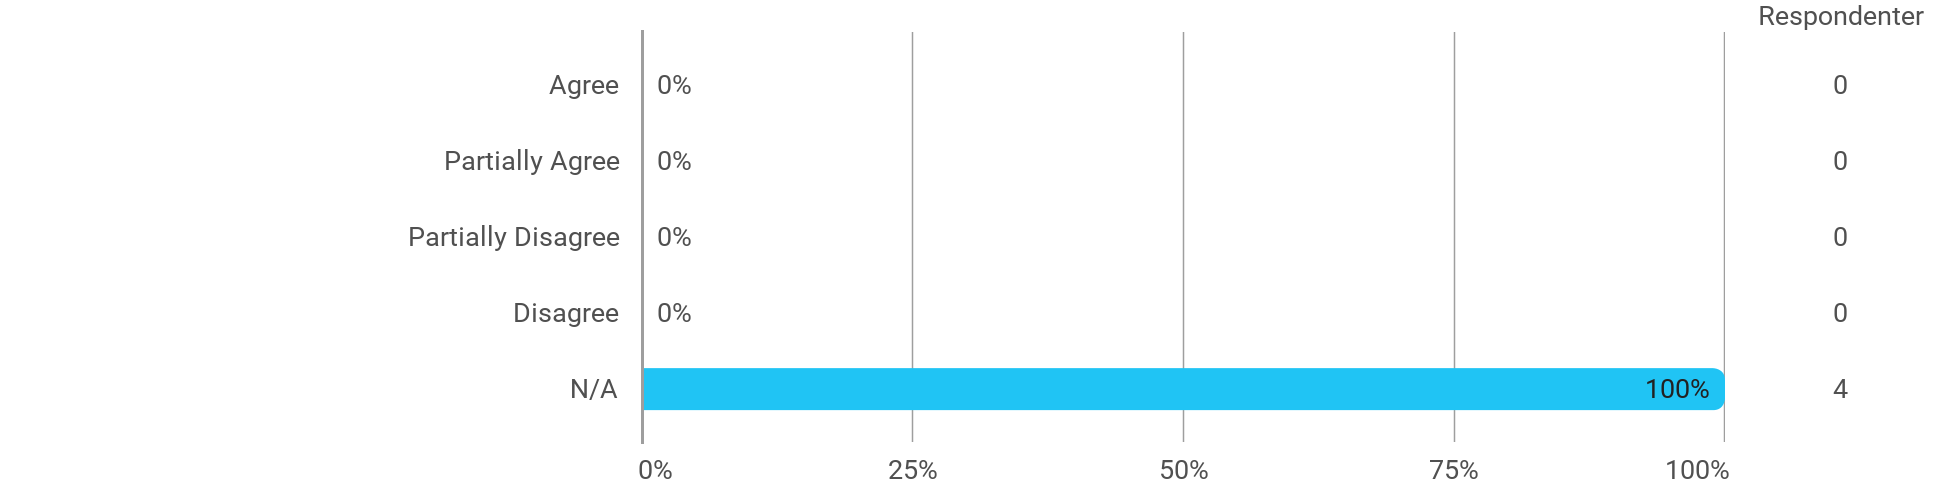 Respondenter
Agree 0% 0
Partially Agree 0% 0
Partially Disagree 0% 0
Disagree 0% 0
N/A 100% 4
0% 25% 50% 75% 100%